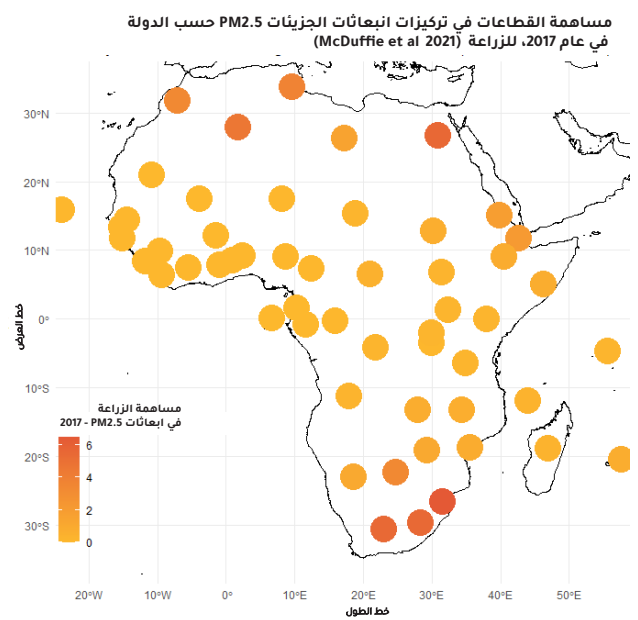 مساهمة القطاعات في تركيزات انبعاثات الجزيئات PM2.5 حسب الدولة
في عام 2017، للزراعة (McDuffie et al 2021)
30°N
20°N
10°N
0°
10°S
20°S
30°S
خط العرض
مساهمة الزراعة
في ابعاثات PM2.5 - 2017
6
4
2
0
20°W
10°W
0°
10°E
20°E
30°E
40°E
50°E
خط الطول